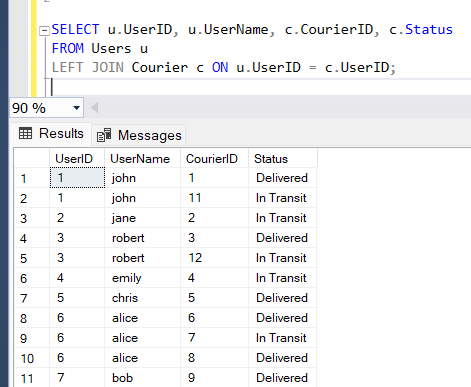 SELECT u.UserID, u.UserName, c.CourierID, c.Status
FROM Users u
LEFT JOIN Courier c ON u.UserID = c.UserID;
90 %
Results Messages
UserID UserName CourierID Status
1 1 john 1 Delivered
2 1 john 11 In Transit
3 2 jane 2 In Transit
4 3 robert 3 Delivered
5 3 robert 12 In Transit
6 4 emily 4 In Transit
7 5 chris 5 Delivered
8 6 alice 6 Delivered
9 6 alice 7 In Transit
10 6 alice 8 Delivered
11 7 bob 9 Delivered